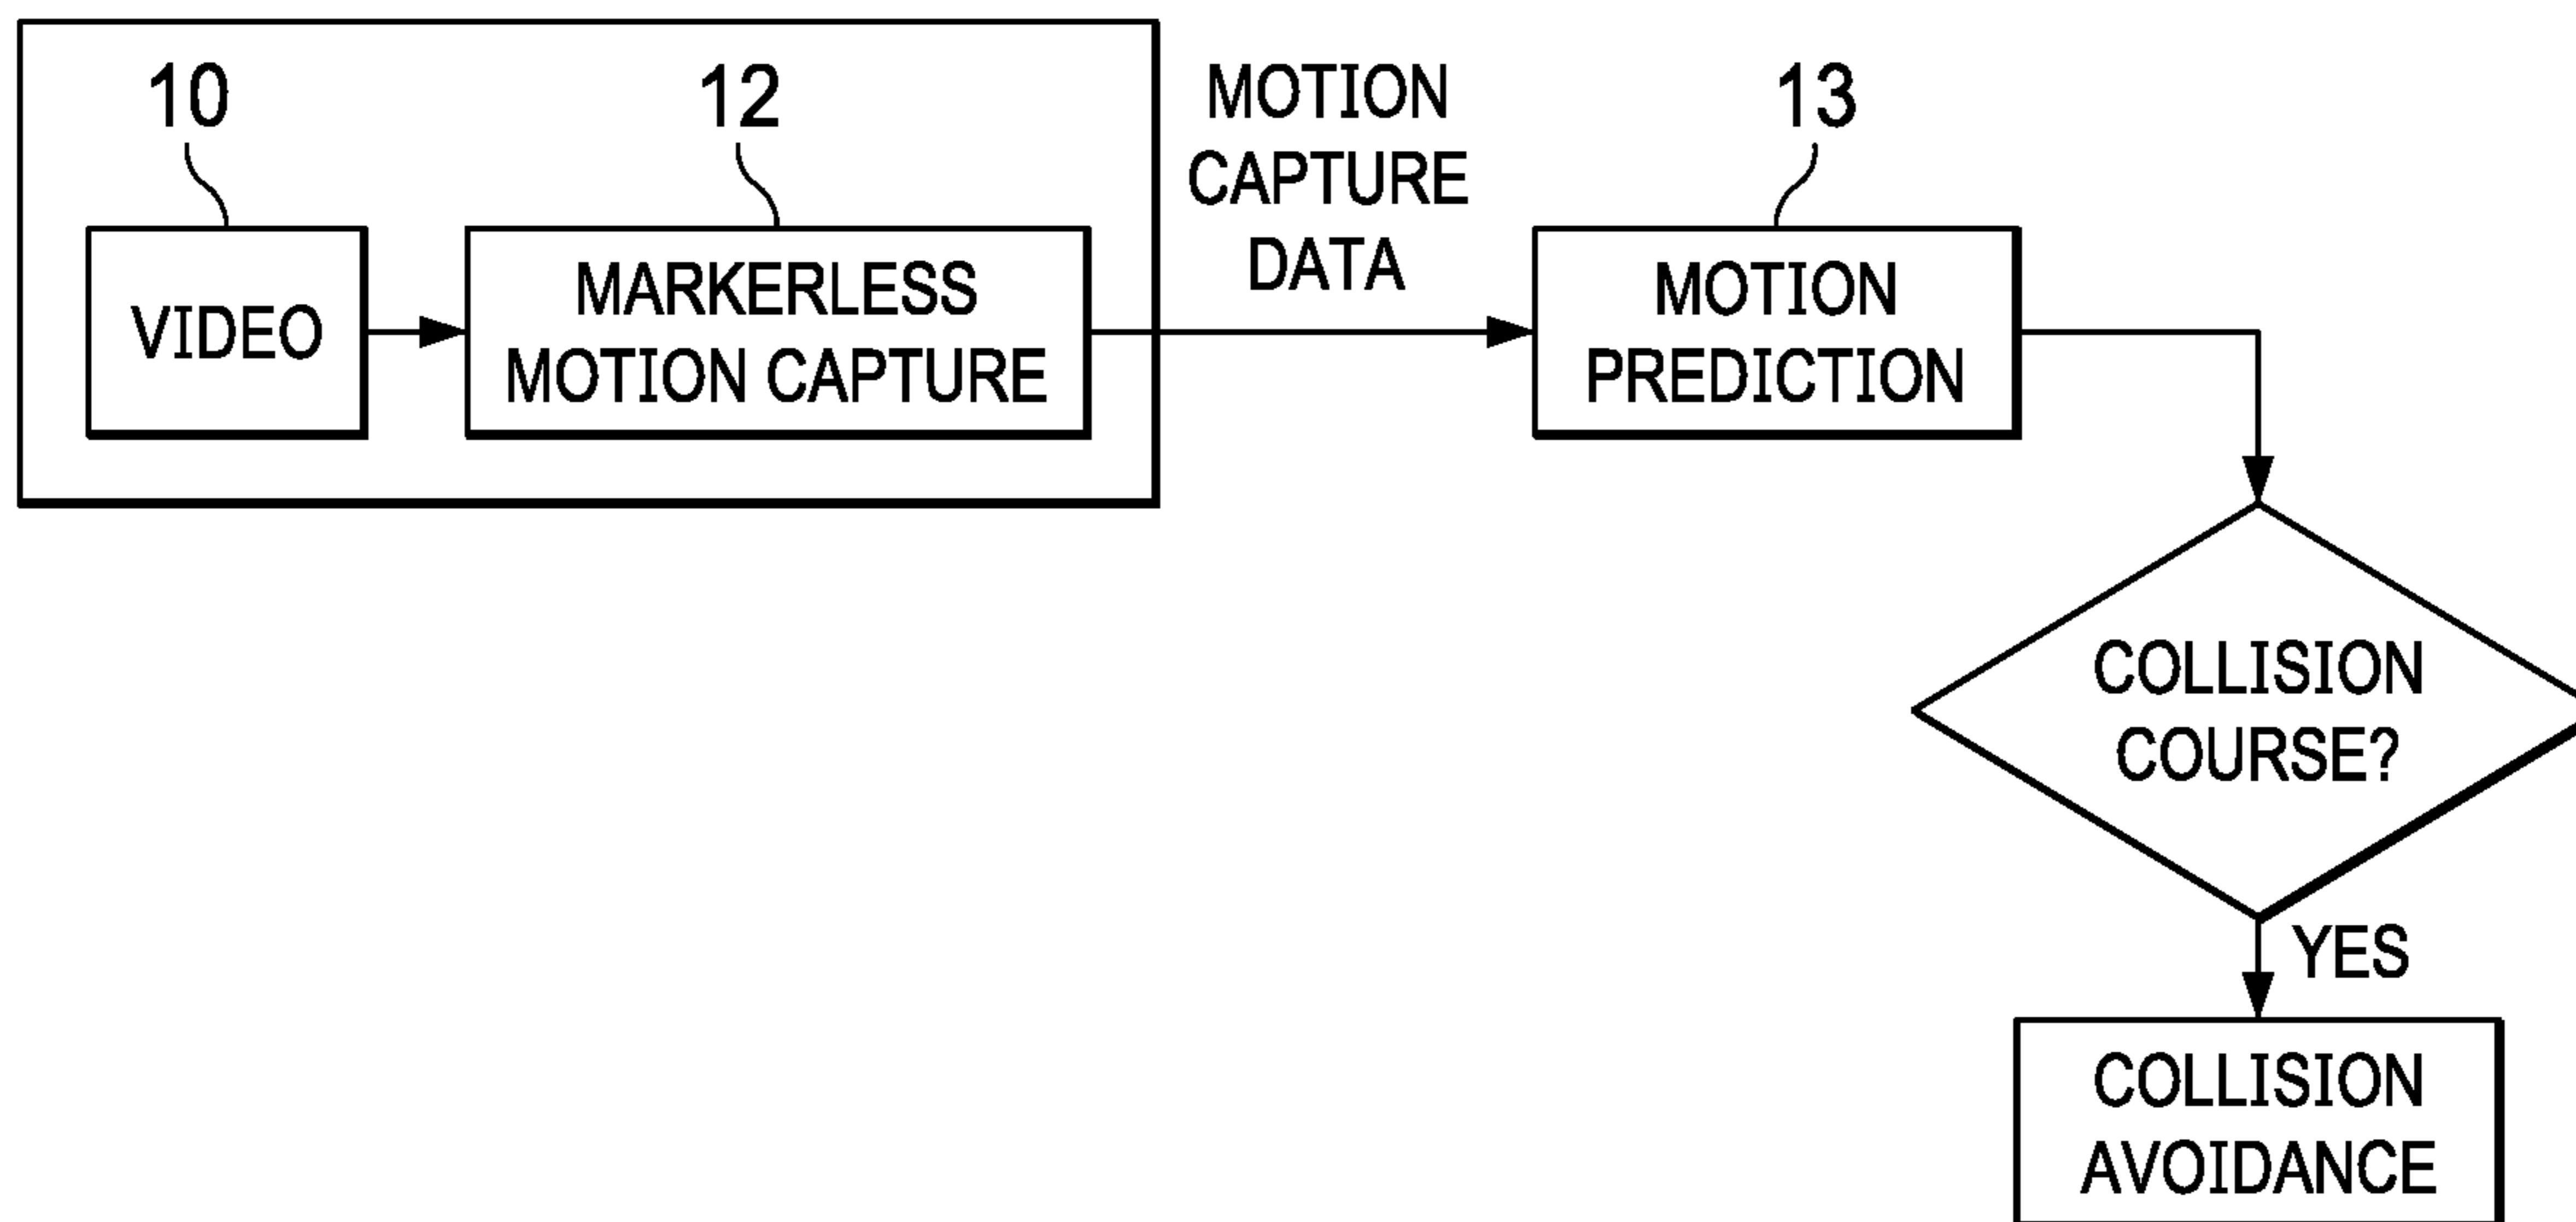 10
12
13
VIDEO
MARKERLESS
MOTION CAPTURE
MOTION
CAPTURE
DATA
MOTION
PREDICTION
COLLISION
COURSE?
YES
COLLISION
AVOIDANCE